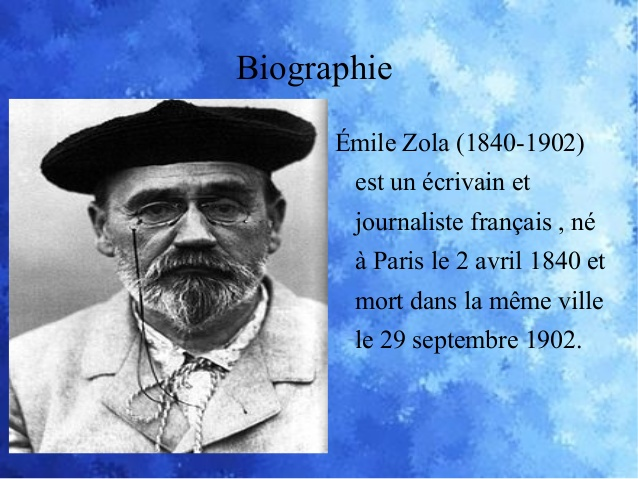 Biographie
Émile Zola (1840-1902)
est un écrivain et
journaliste français , né
à Paris le 2 avril 1840 et
mort dans la même ville
le 29 septembre 1902.